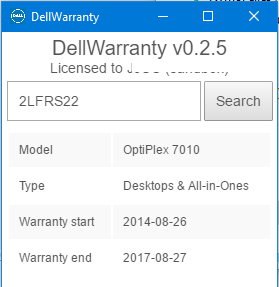 DellWarranty
DellWarranty v0.2.5
Licensed to
2LFRS22 Search
Model OptiPlex 7010
Type Desktops & All-in-Ones
Warranty start 2014-08-26
Warranty end 2017-08-27